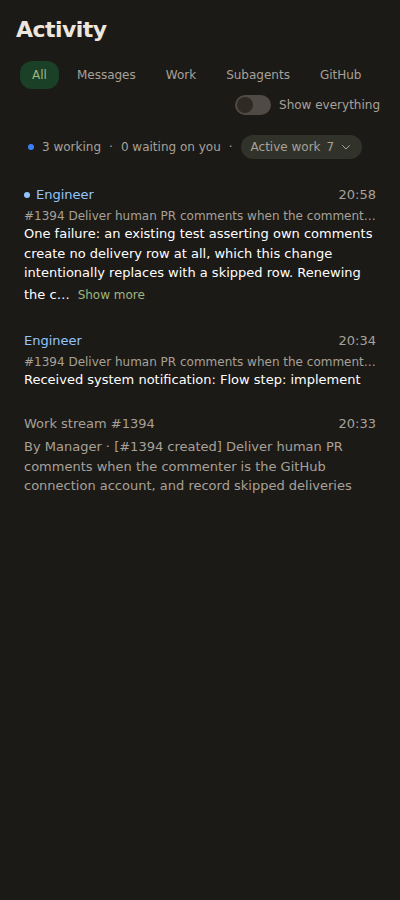 Activity
All Messages Work Subagents GitHub
Show everything
3 working · 0 waiting on you · Active work 7
Engineer 20:58
#1394 Deliver human PR comments when the comment…
One failure: an existing test asserting own comments
create no delivery row at all, which this change
intentionally replaces with a skipped row. Renewing
the c… Show more
Engineer 20:34
#1394 Deliver human PR comments when the comment…
Received system notification: Flow step: implement
Work stream #1394 20:33
By Manager · [#1394 created] Deliver human PR
comments when the commenter is the GitHub
connection account, and record skipped deliveries